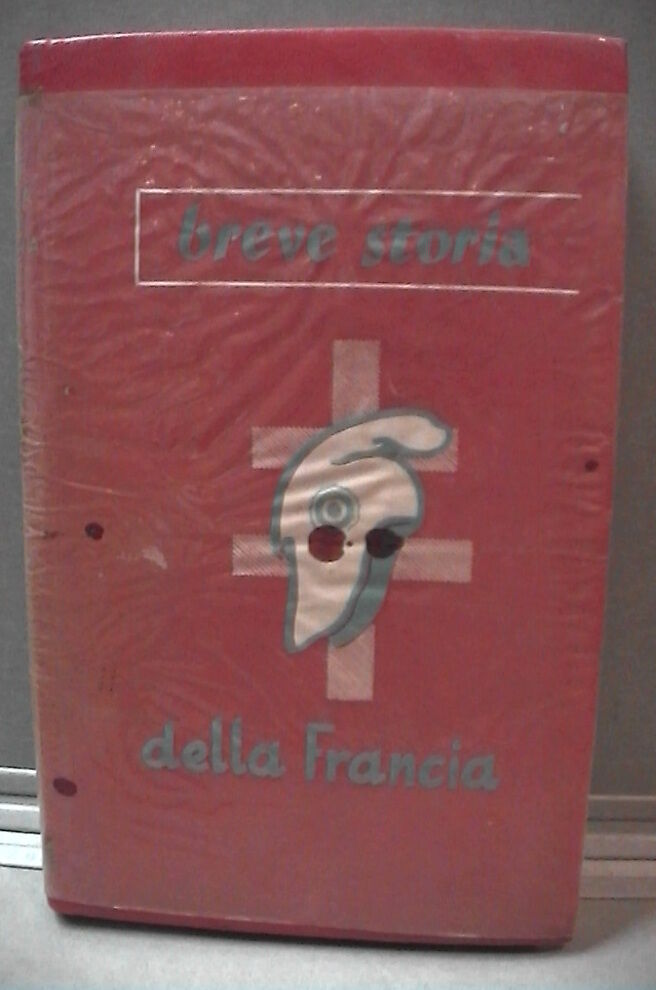 breve storia
della Francia